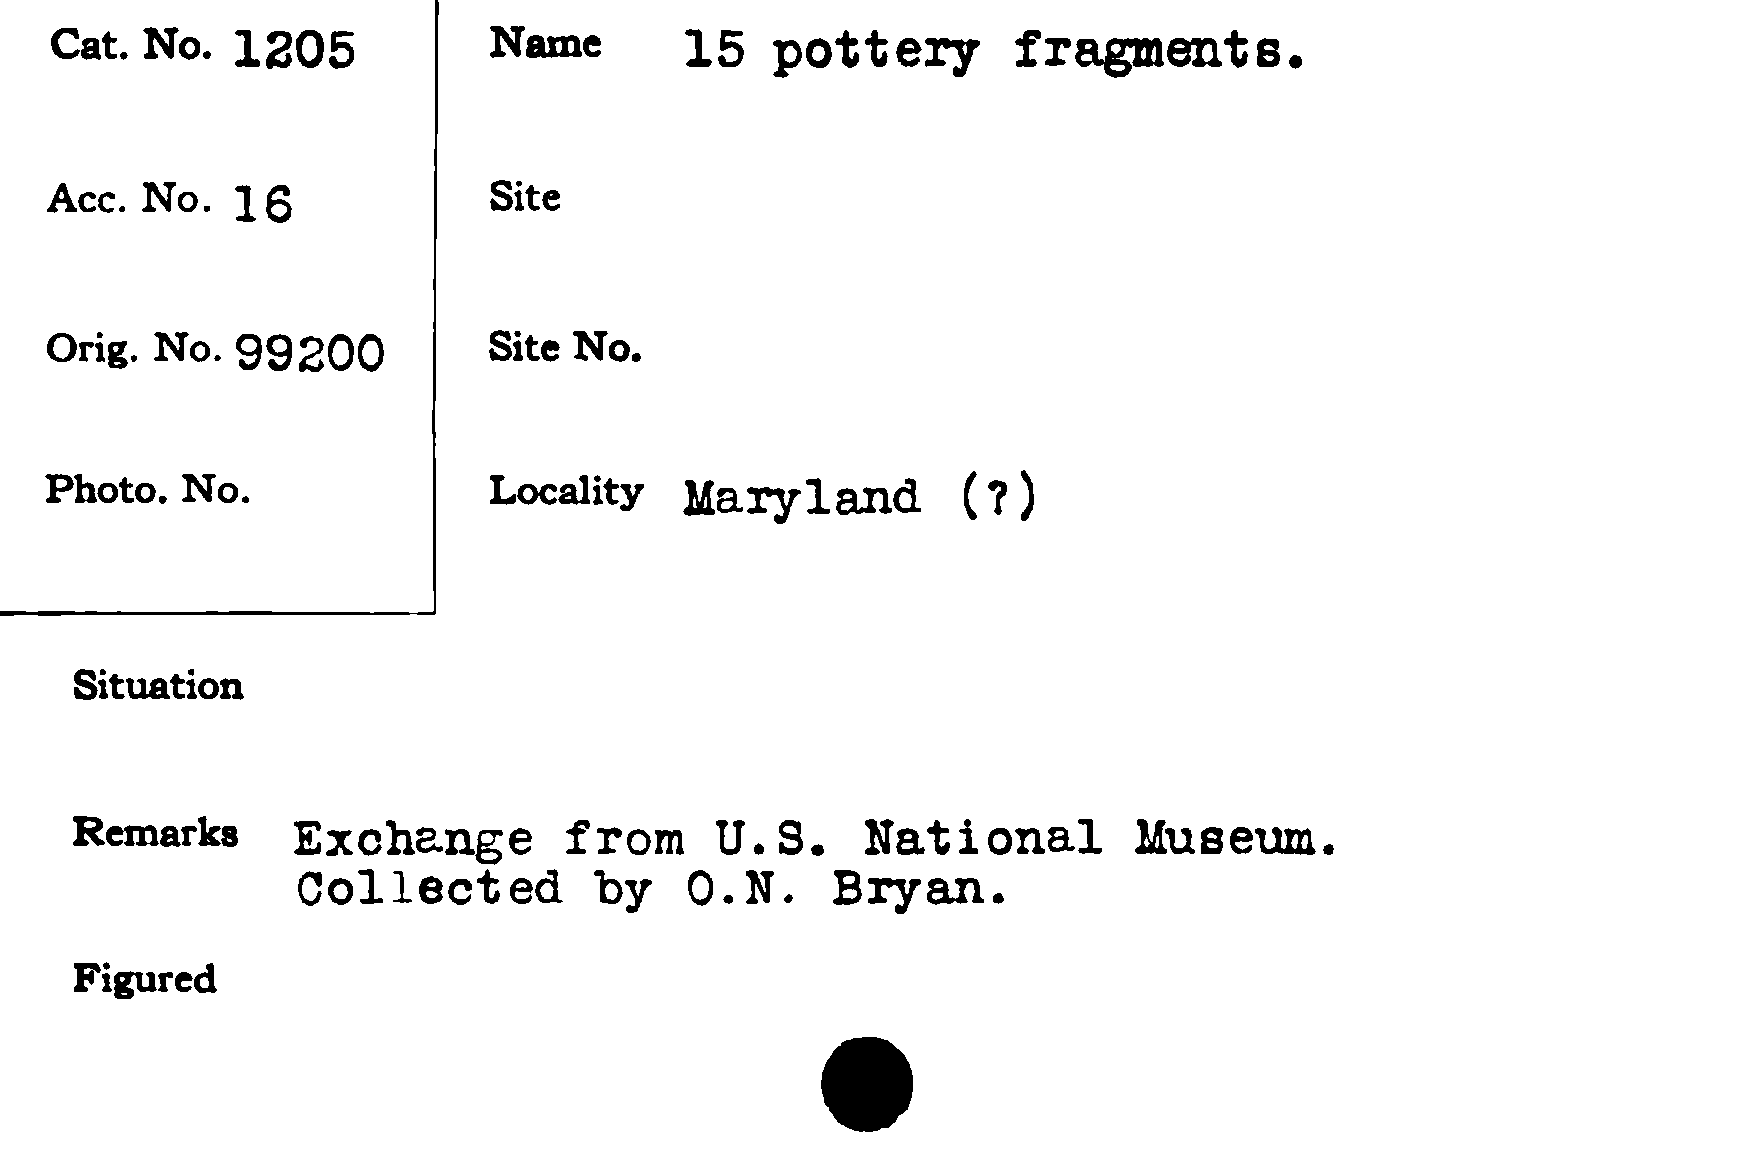 Cat. No. 1205
Acc. No. 16
Orig. No. 99200
Photo. No.
Name 15 pottery fragments.
Site
Site No.
Locality Maryland (?)
Situation
Remarks Exchange from U.S. National Museum.
Collected by O.N. Bryan.
Figured